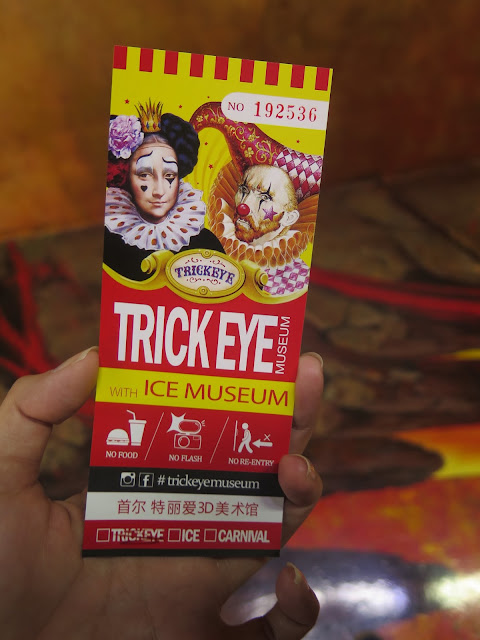 NO 192536
TRICKEYE
TRICK EYE MUSEUM
WITH ICE MUSEUM
NO FOOD NO FLASH NO RE-ENTRY
f # trickeyemuseum
首尔 特丽爱3D美术馆
TRICKEYE ICE CARNIVAL